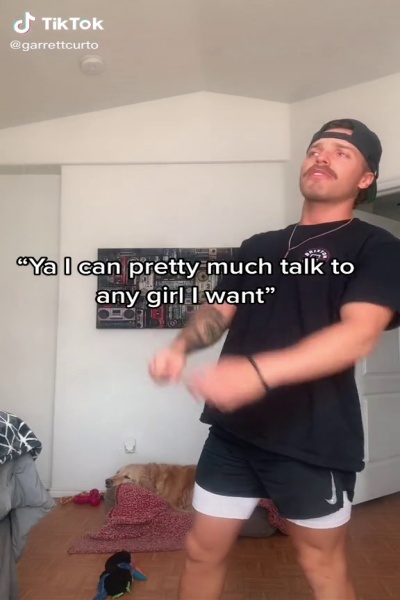 TikTok
@garrettcurto
“Ya I can pretty much talk to
any girl I want”